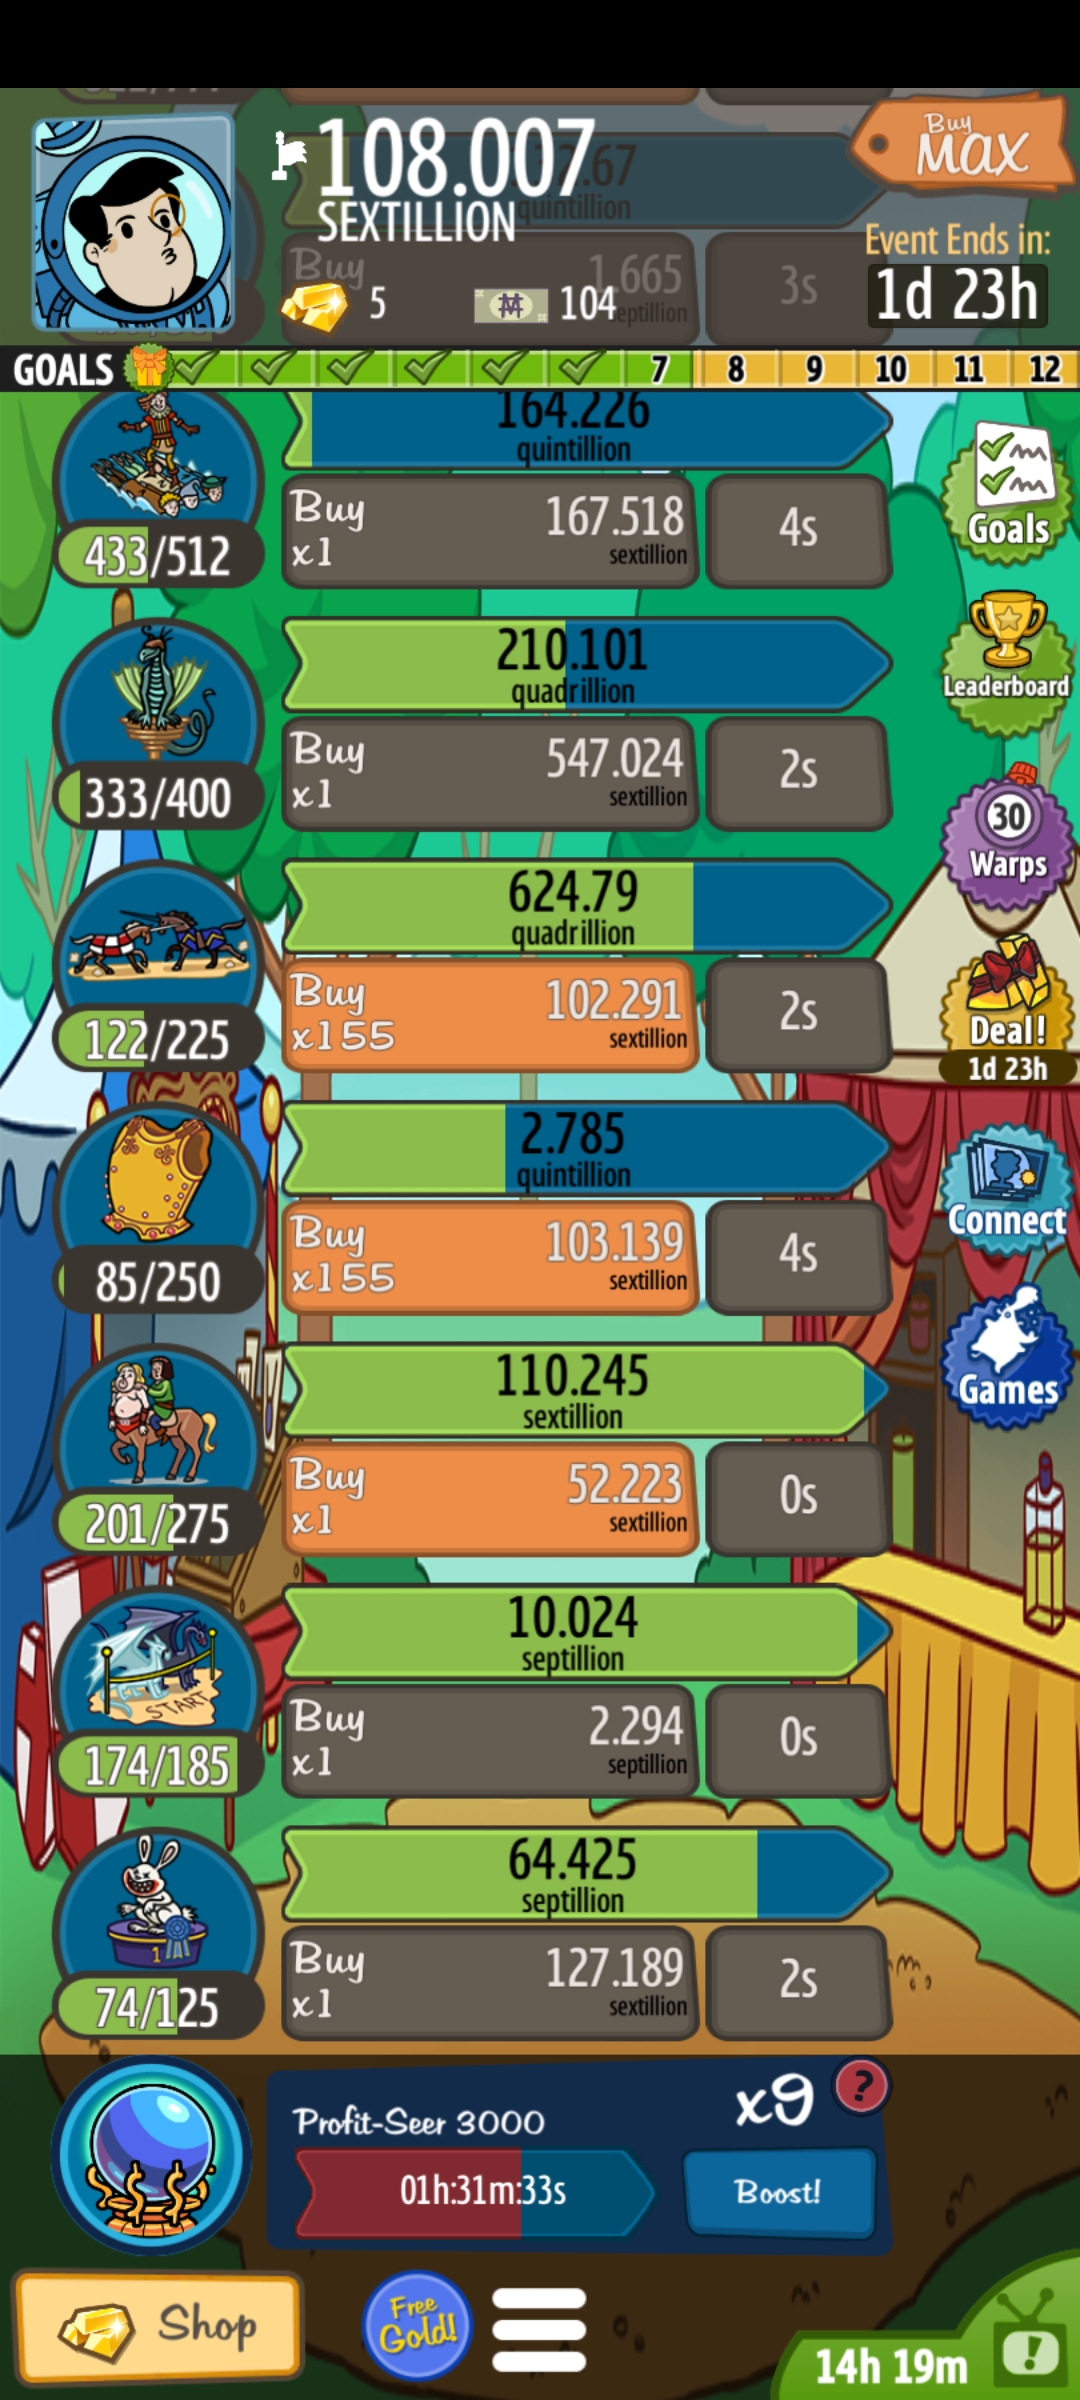 108.007
SEXTILLION
5
104
Buy
MAX
Event Ends in:
1d 23h
quintillion
Buy
1.665
3s
GOALS
7
8
9
10
11
12
164.226
quintillion
433/512
Buy
x1
167.518
sextillion
4s
Goals
210.101
quadrillion
333/400
Buy
x1
547.024
sextillion
2s
Leaderboard
30
Warps
624.79
quadrillion
122/225
Buy
x155
102.291
sextillion
2s
Deal!
1d 23h
2.785
quintillion
85/250
Buy
x155
103.139
sextillion
4s
Connect
110.245
sextillion
201/275
Buy
x1
52.223
sextillion
0s
Games
10.024
septillion
START
174/185
Buy
x1
2.294
septillion
0s
64.425
septillion
1
74/125
Buy
x1
127.189
sextillion
2s
Profit-Seer 3000
x9
?
01h:31m:33s
Boost!
Shop
Free
Gold!
14h 19m
!